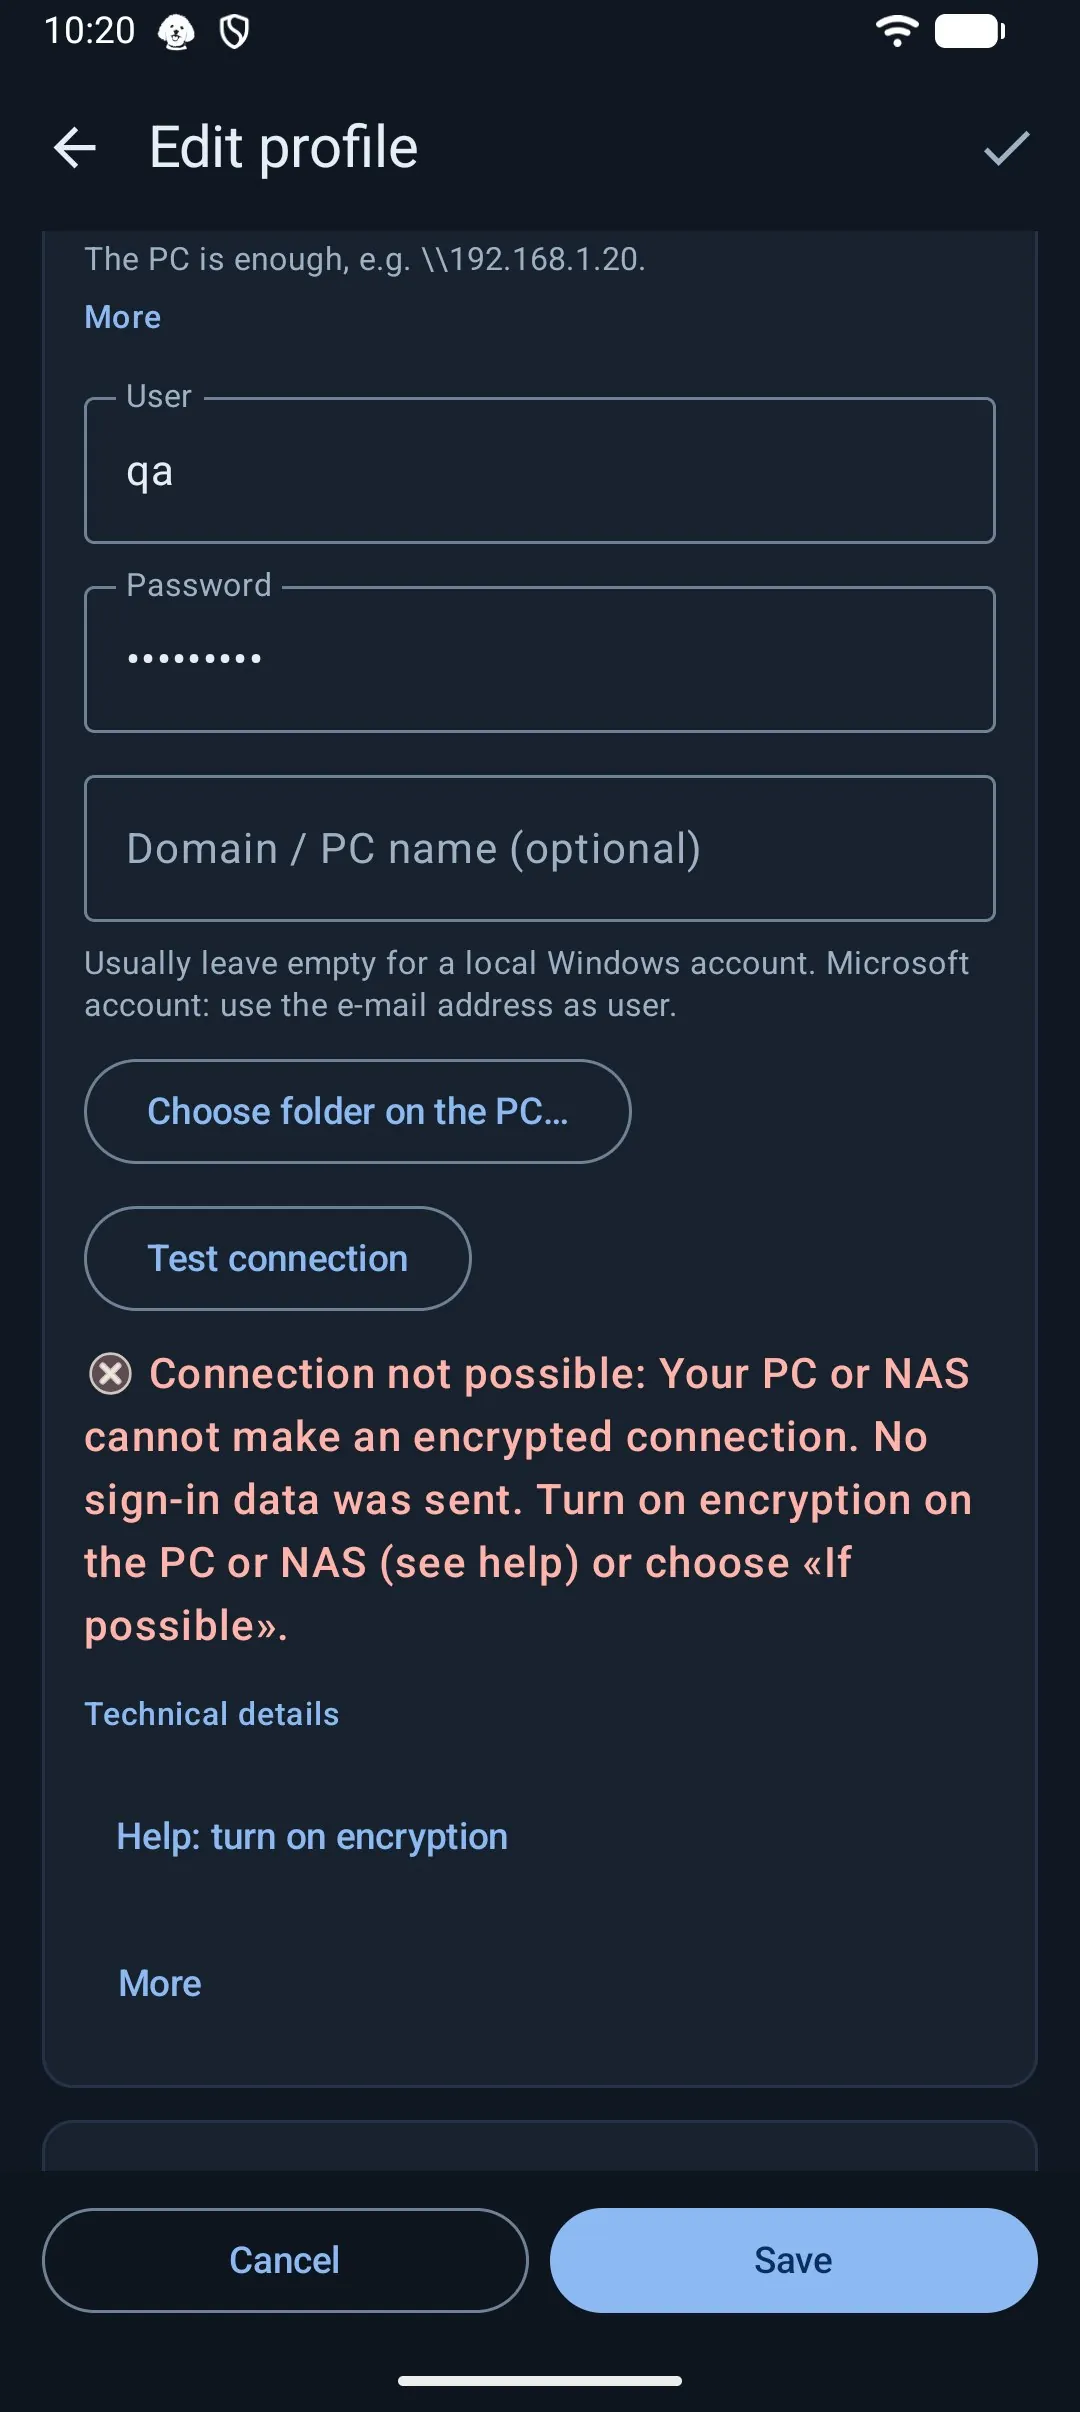 10:20
Edit profile
The PC is enough, e.g. \\192.168.1.20.
More
User
qa
Password
•••••••••
Domain / PC name (optional)
Usually leave empty for a local Windows account. Microsoft
account: use the e-mail address as user.
Choose folder on the PC…
Test connection
Connection not possible: Your PC or NAS
cannot make an encrypted connection. No
sign-in data was sent. Turn on encryption on
the PC or NAS (see help) or choose «If
possible».
Technical details
Help: turn on encryption
More
Cancel
Save